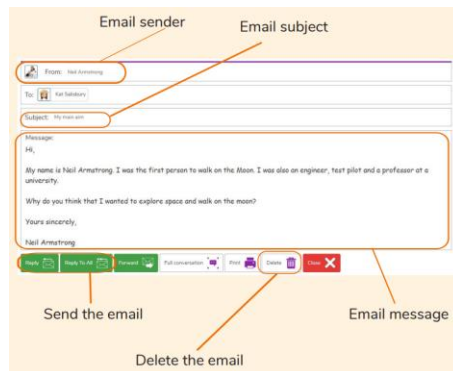 Email sender
Email subject
From: Neil Armstrong
To: Kat Salisbury
Subject: My main aim
Message:
Hi,
My name is Neil Armstrong. I was the first person to walk on the Moon. I was also an engineer, test pilot and a professor at a
university.
Why do you think that I wanted to explore space and walk on the moon?
Yours sincerely,
Neil Armstrong
Reply Reply To All Forward Full conversation Print Delete Close
Send the email
Email message
Delete the email